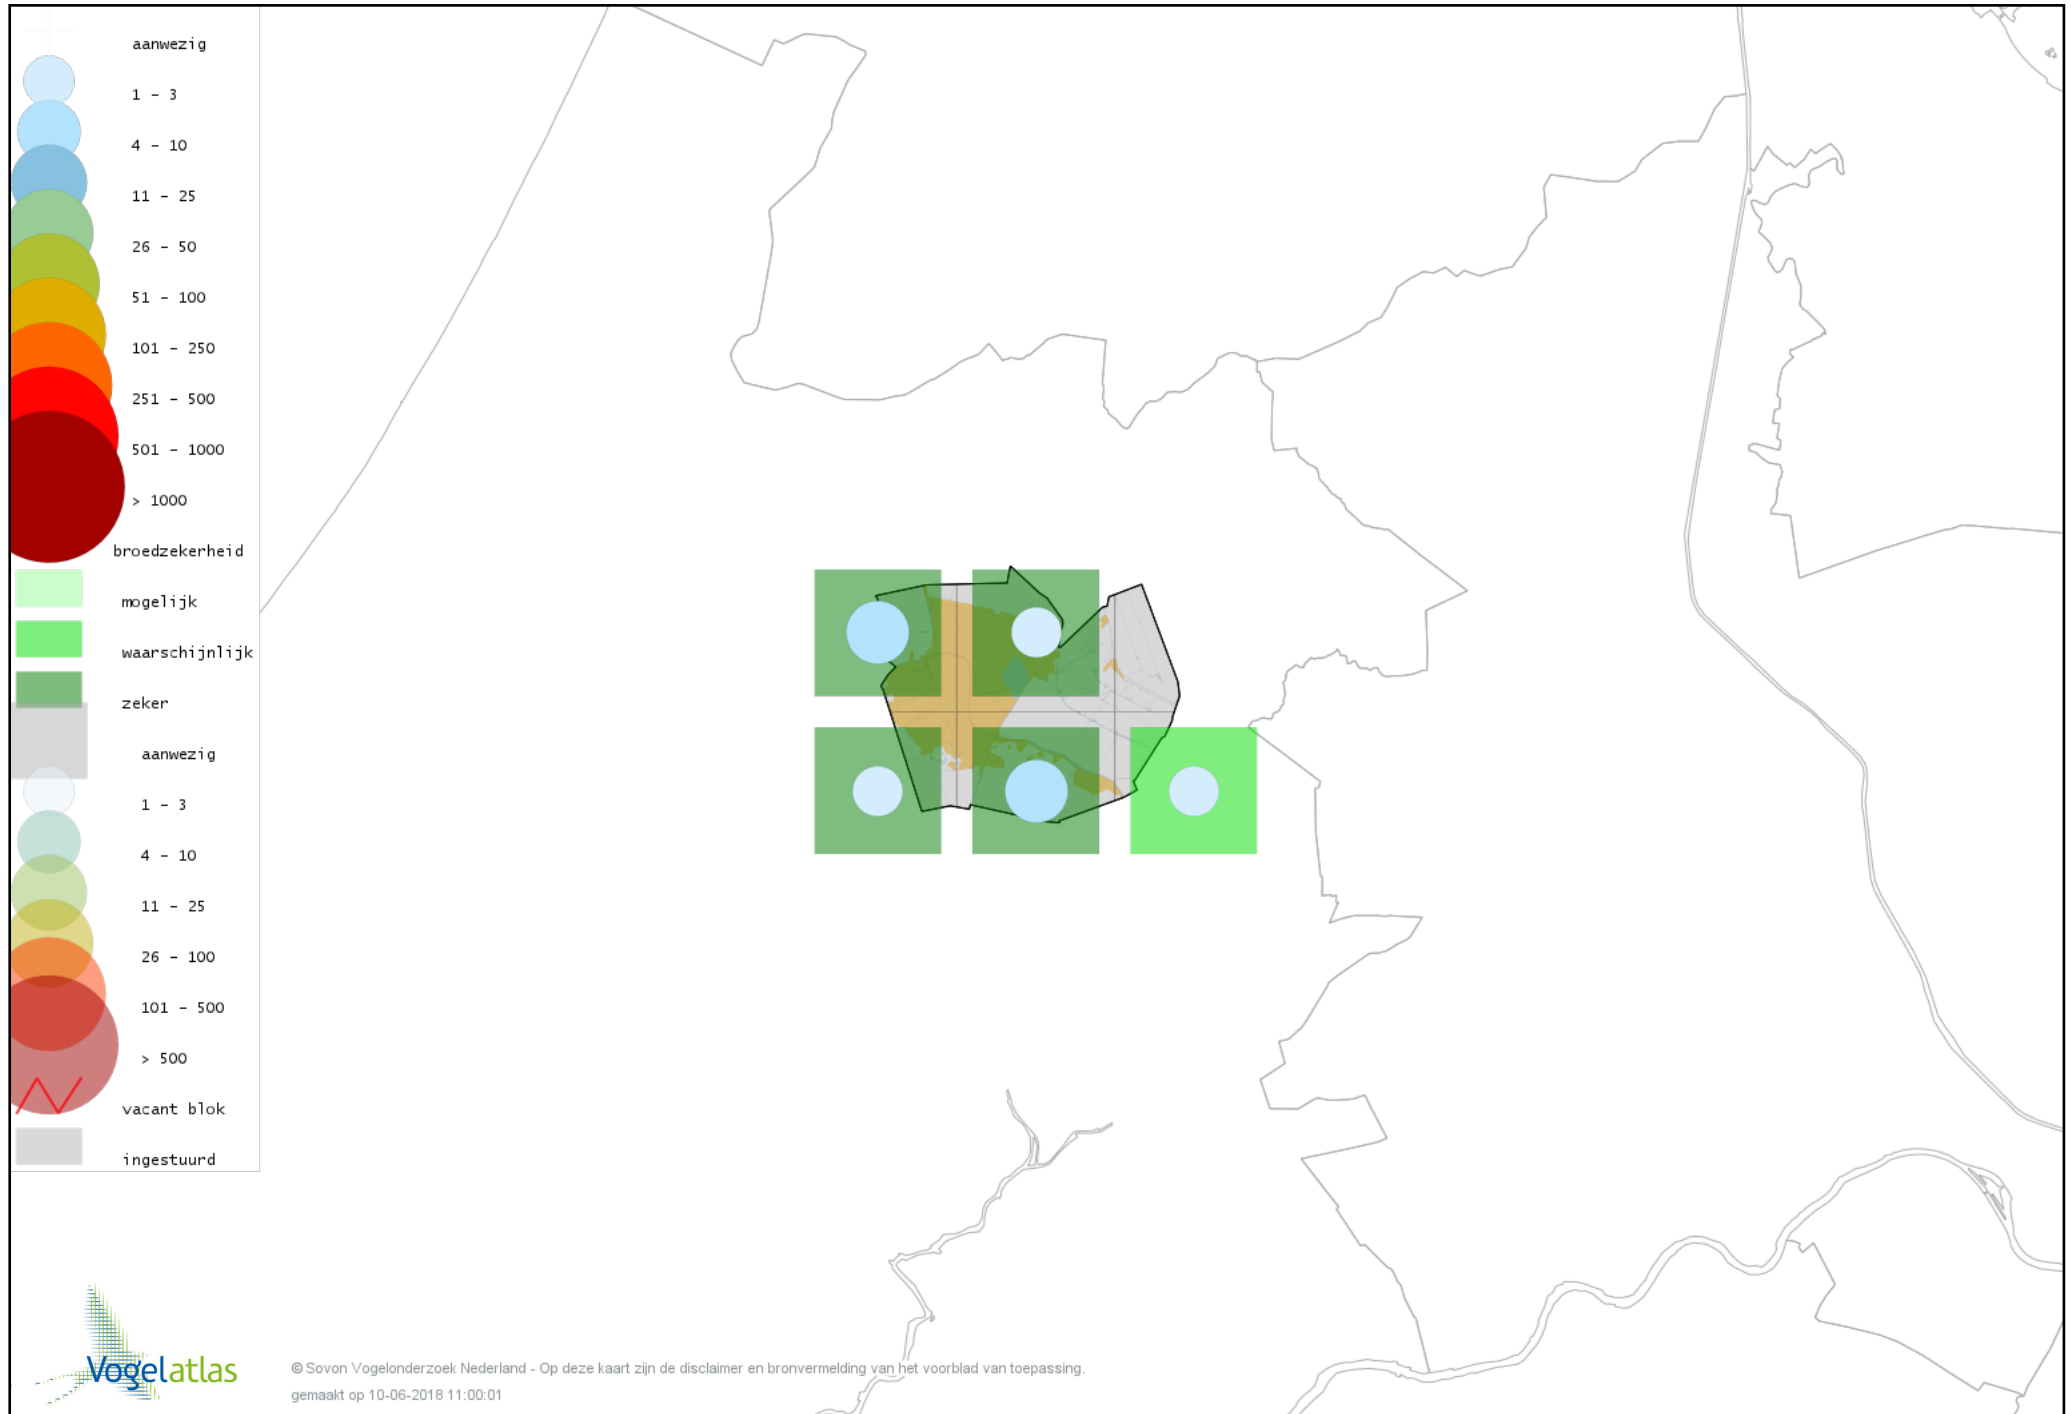 aanwezig
1 - 3
4 - 10
11 - 25
26 - 50
51 - 100
101 - 250
251 - 500
501 - 1000
> 1000
broedzekerheid
mogelijk
waarschijnlijk
zeker
aanwezig
1 - 3
4 - 10
11 - 25
26 - 100
101 - 500
> 500
vacant blok
ingestuurd
Vogelatlas
© Sovon Vogelonderzoek Nederland - Op deze kaart zijn de disclaimer en bronvermelding van het voorblad van toepassing.
gemaakt op 10-06-2018 11:00:01